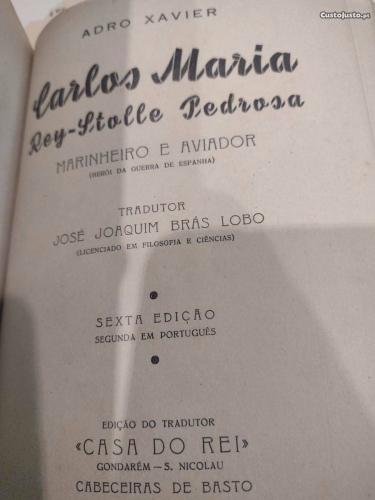 CustoJusto.pt
ADRO XAVIER
Carlos Maria
Rey-Stolle Pedrosa
MARINHEIRO E AVIADOR
(HERÓI DA GUERRA DE ESPANHA)
TRADUTOR
JOSÉ JOAQUIM BRÁS LOBO
(LICENCIADO EM FILOSOFIA E CIÊNCIAS)
SEXTA EDIÇÃO
SEGUNDA EM PORTUGUÊS
EDIÇÃO DO TRADUTOR
«CASA DO REI»
GONDARÉM — S. NICOLAU
CABECEIRAS DE BASTO